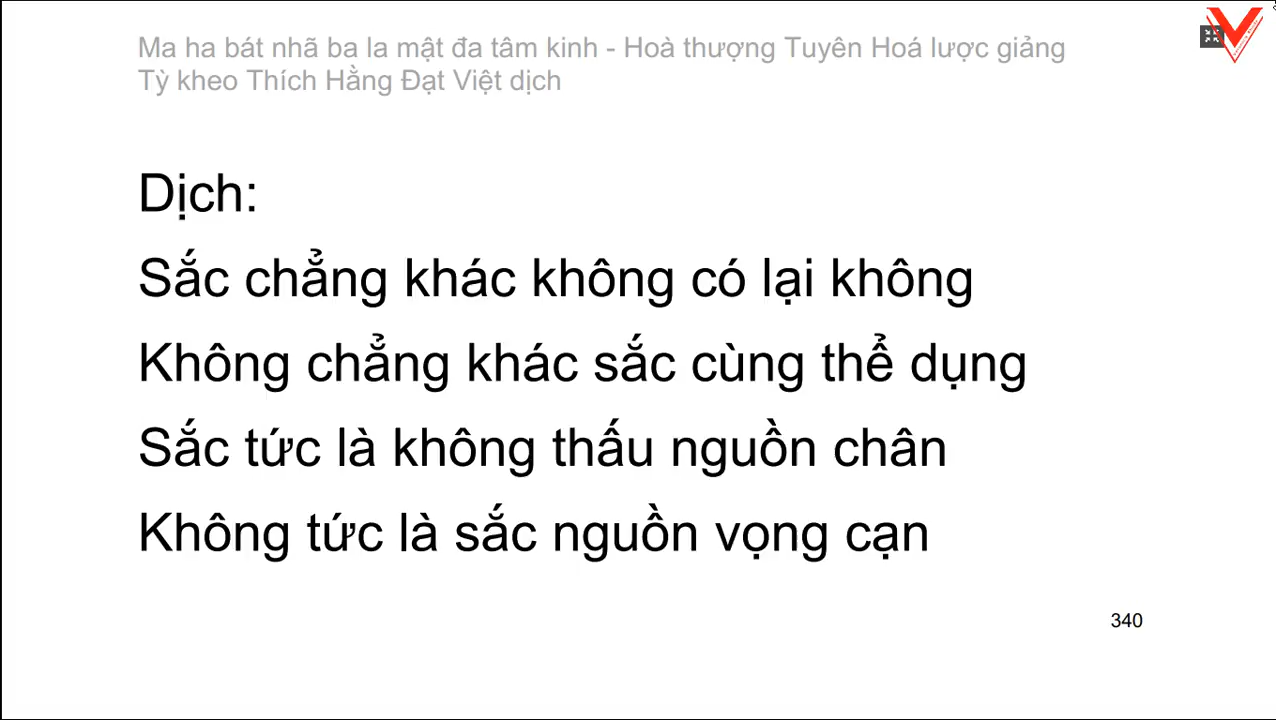 Ma ha bát nhã ba la mật đa tâm kinh - Hoà thượng Tuyên Hoá lược giảng
Tỳ kheo Thích Hằng Đạt Việt dịch
Dịch:
Sắc chẳng khác không có lại không
Không chẳng khác sắc cùng thể dụng
Sắc tức là không thấu nguồn chân
Không tức là sắc nguồn vọng cạn
340